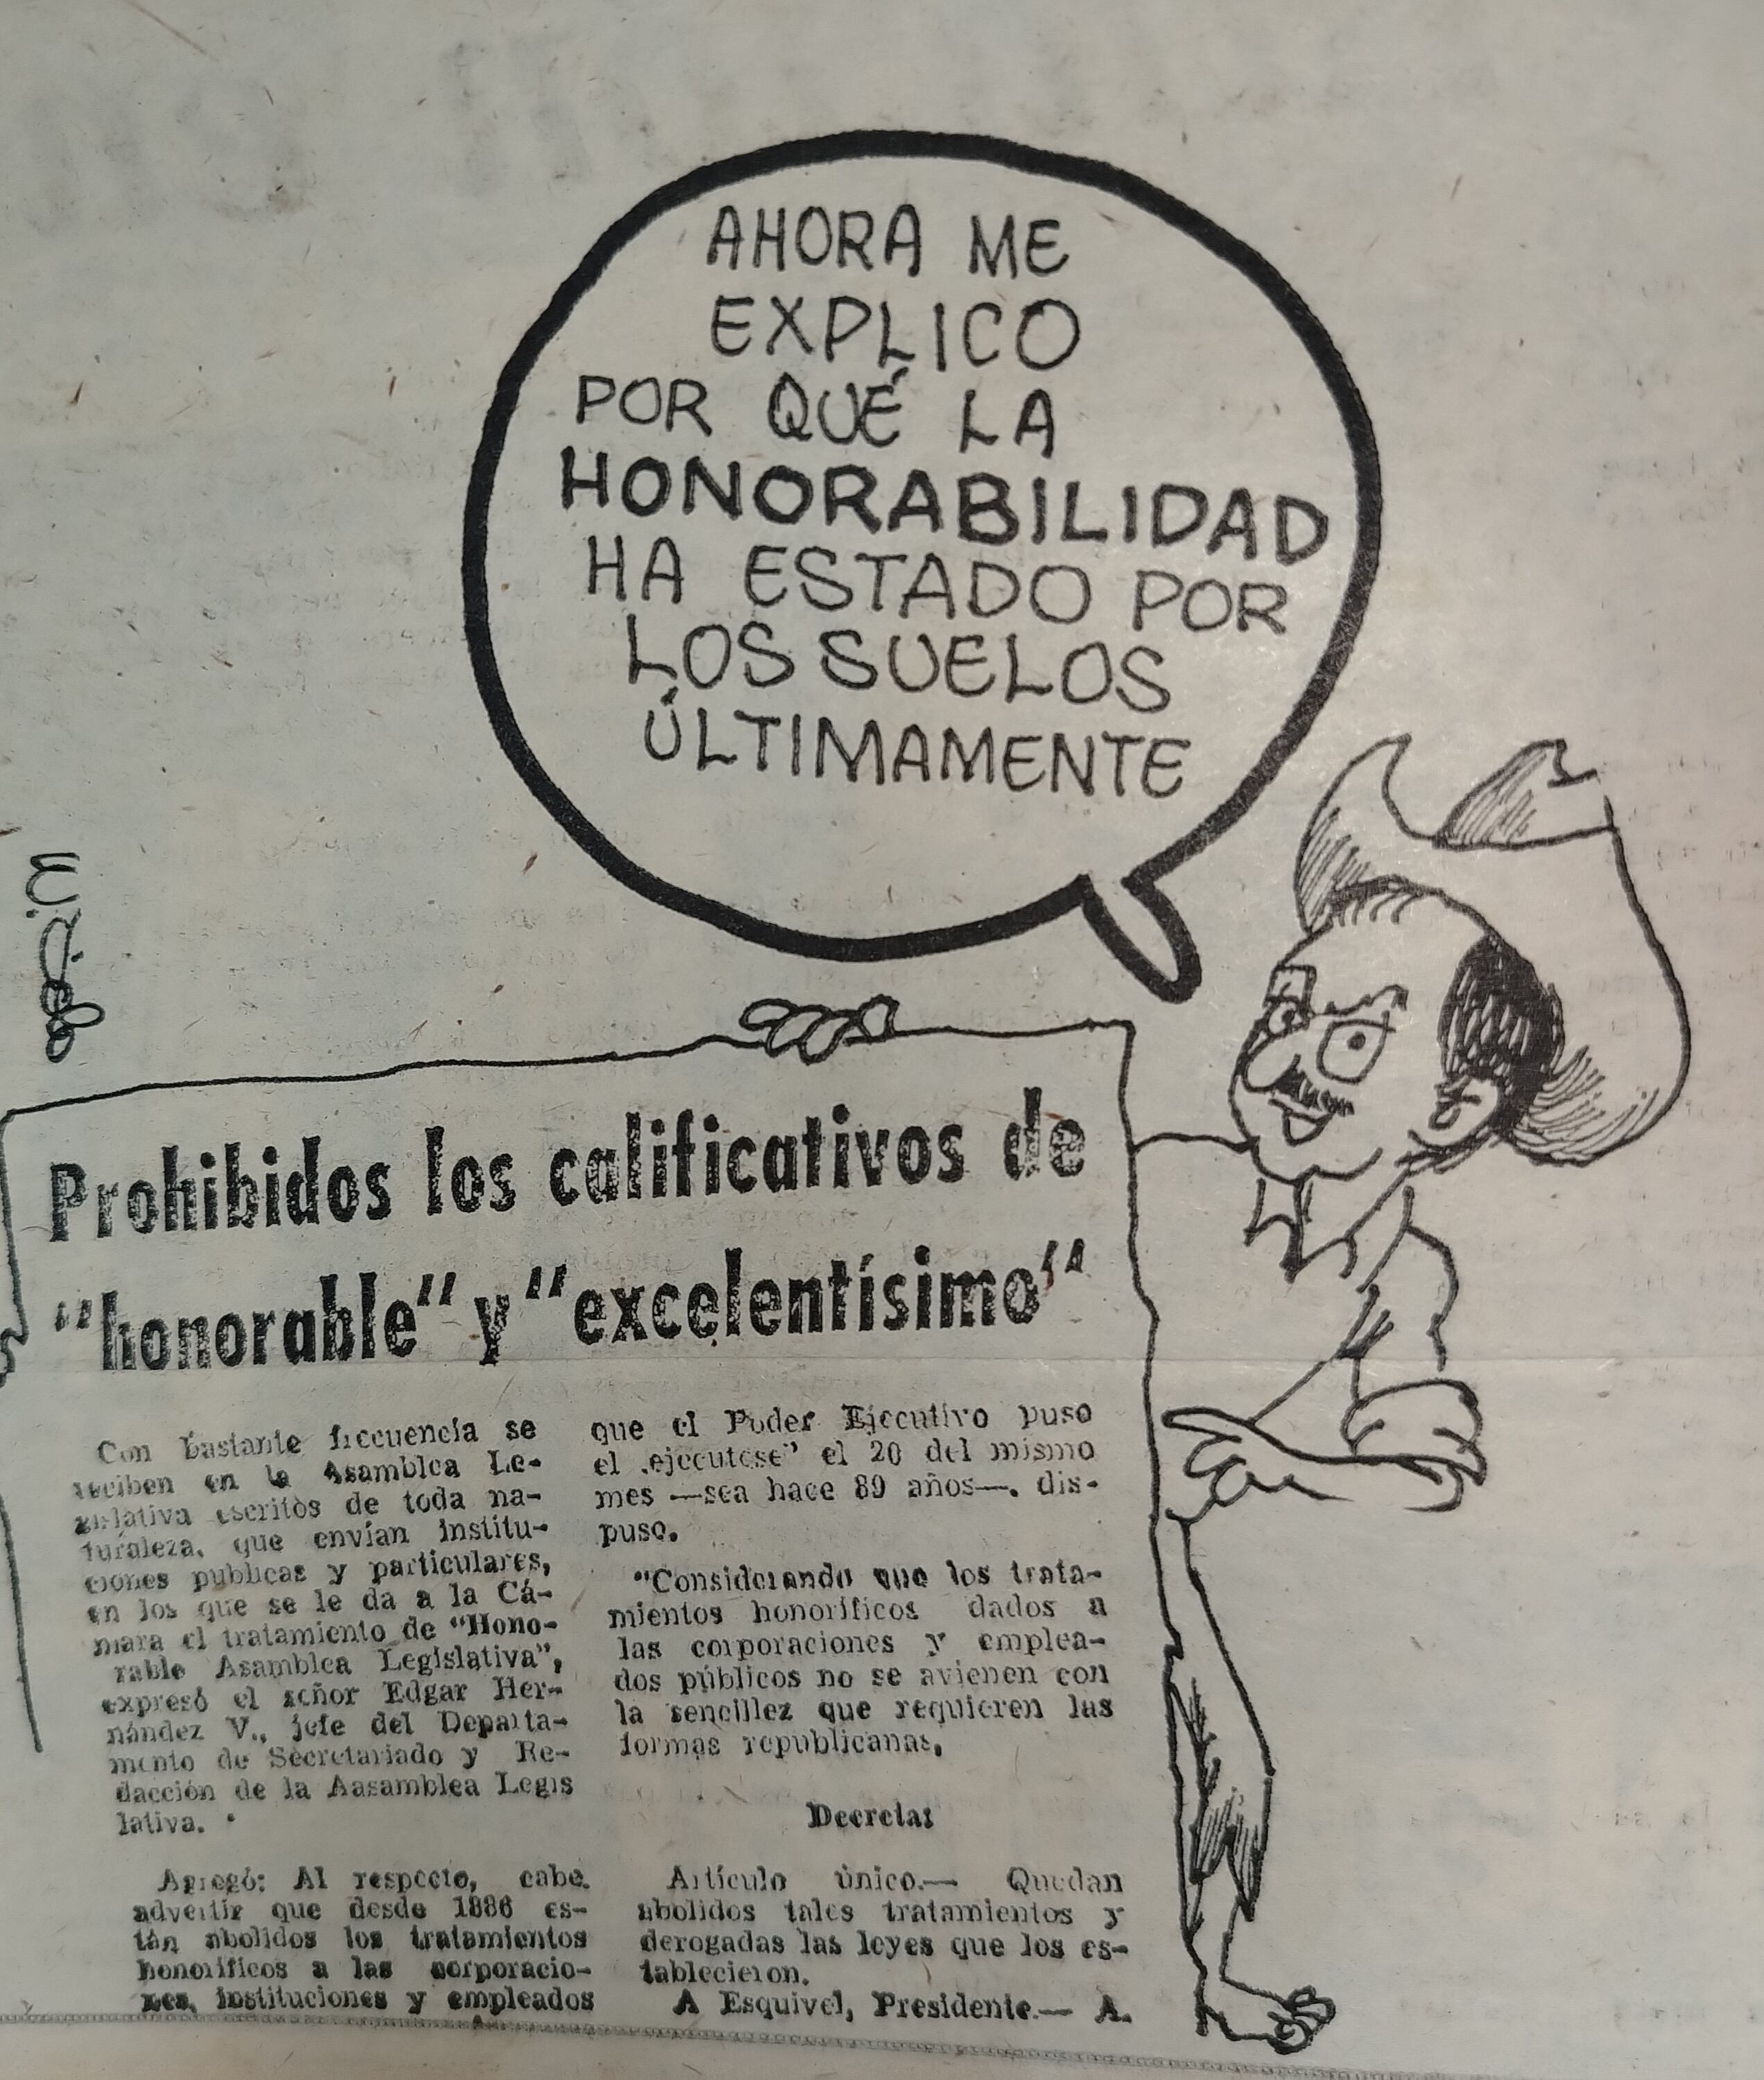 AHORA ME
EXPLICO
POR QUÉ LA
HONORABILIDAD
HA ESTADO POR
LOS SUELOS
ÚLTIMAMENTE
Prohibidos los calificativos de
"honorable" y "excelentísimo"
Con bastante frecuencia se
reciben en la Asamblea Le-
gislativa escritos de toda na-
turaleza, que envían institu-
ciones publicas y particulares,
en los que se le da a la Cá-
mara el tratamiento de "Hono-
rable Asamblea Legislativa",
expresó el señor Edgar Her-
nández V., jefe del Departa-
mento de Secretariado y Re-
dacción de la Aasamblea Legis
lativa.
Agregó: Al respecto, cabe
advertir que desde 1886 es-
tán abolidos los tratamientos
honoríficos a las corporacio-
nes, instituciones y empleados
que el Poder Ejecutivo puso
el ,ejecutese" el 20 del mismo
mes —sea hace 89 años—. dis-
puso.
"Considerando que los trata-
mientos honoríficos dados a
las corporaciones y emplea-
dos públicos no se avienen con
la sencillez que requieren las
formas republicanas,
Decreta:
Artículo único.— Quedan
abolidos tales tratamientos y
derogadas las leyes que los es-
tablecieron.
A Esquivel, Presidente.— A.